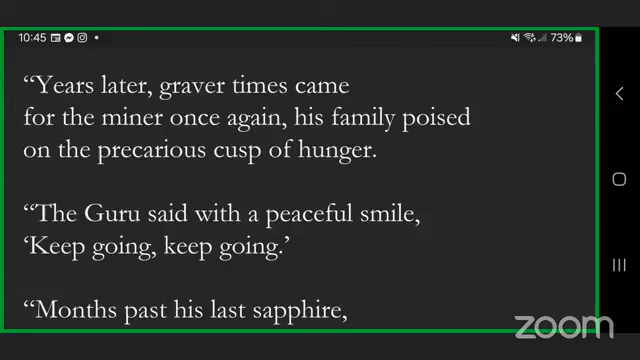 10:45
73%
“Years later, graver times came
for the miner once again, his family poised
on the precarious cusp of hunger.
“The Guru said with a peaceful smile,
‘Keep going, keep going.’
“Months past his last sapphire,
zoom